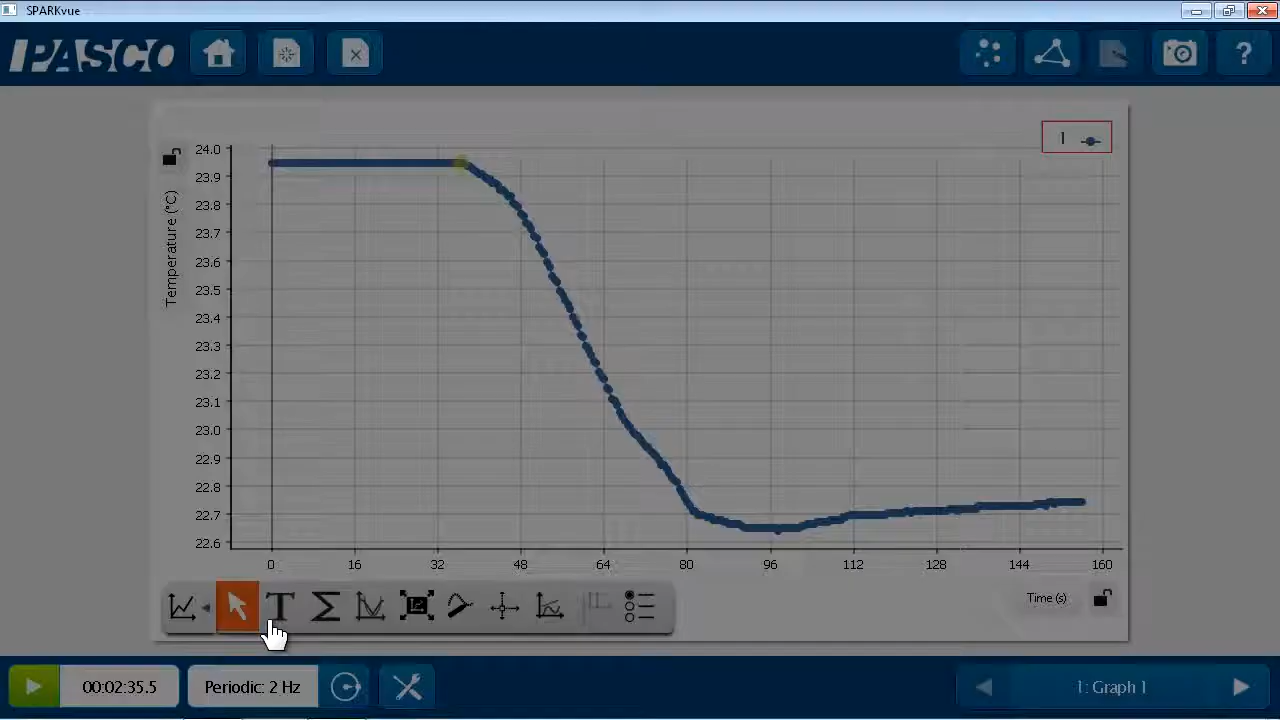 SPARKvue
PASCO
?
1
24.0
23.9
23.8
23.7
23.6
23.5
23.4
23.3
23.2
23.1
23.0
22.9
22.8
22.7
22.6
Temperature (°C)
0 16 32 48 64 80 96 112 128 144 160
Time (s)
T Σ
00:02:35.5
Periodic: 2 Hz
1: Graph 1